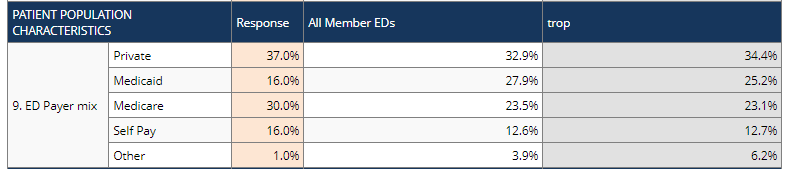 PATIENT POPULATION
CHARACTERISTICS Response All Member EDs trop
Private 37.0% 32.9% 34.4%
Medicaid 16.0% 27.9% 25.2%
9. ED Payer mix Medicare 30.0% 23.5% 23.1%
Self Pay 16.0% 12.6% 12.7%
Other 1.0% 3.9% 6.2%